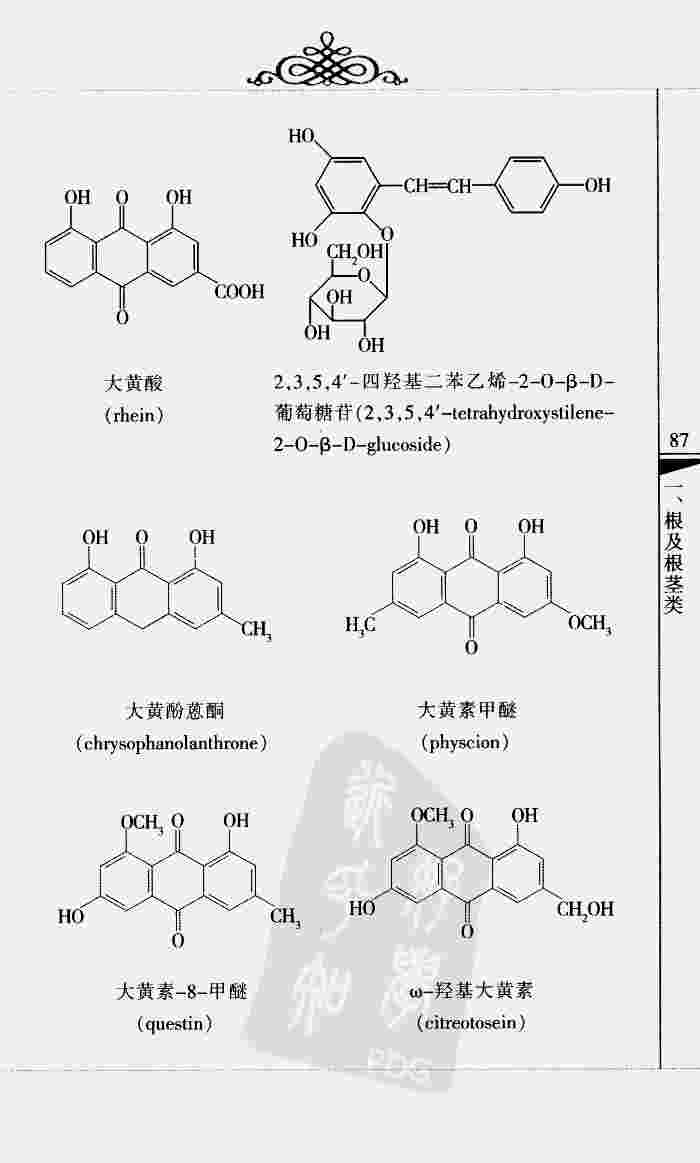 HO
OH
CH=CH
HO
O
CH₂OH
O
OH
OH
OH
OH O OH
COOH
O
大黄酸
(rhein)
2,3,5,4′-四羟基二苯乙烯-2-O-β-D-
葡萄糖苷(2,3,5,4′-tetrahydroxystilene-
2-O-β-D-glucoside)
87
一、根及根茎类
OH O OH
CH₃
大黄酚蒽酮
(chrysophanolanthrone)
OH O OH
H₃C
OCH₃
O
大黄素甲醚
(physcion)
OCH₃ O OH
HO
CH₃
O
大黄素-8-甲醚
(questin)
OCH₃ O OH
HO
CH₂OH
O
ω-羟基大黄素
(citreotosein)
PDG